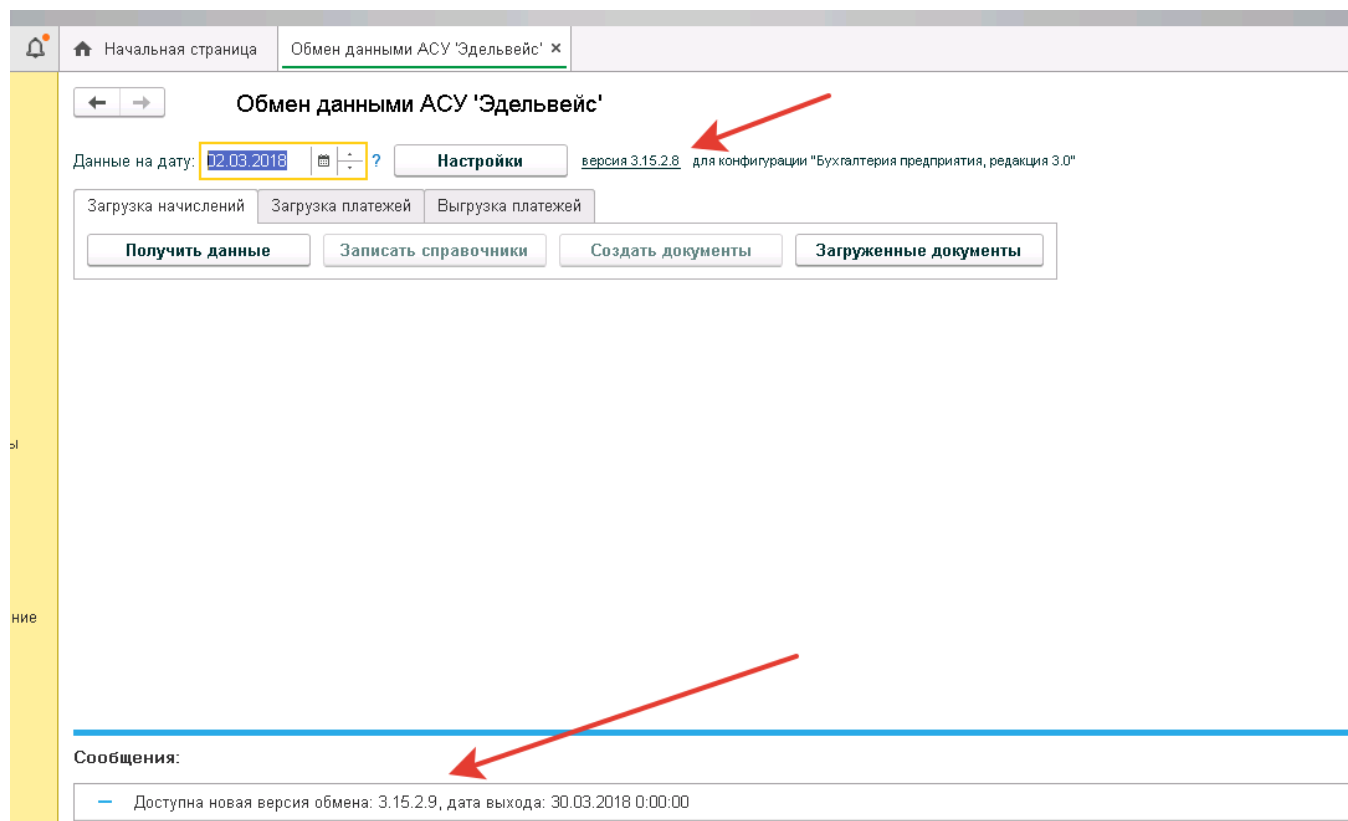 Начальная страница
Обмен данными АСУ 'Эдельвейс' ×
Обмен данными АСУ 'Эдельвейс'
Данные на дату: 02.03.2018 ? Настройки версия 3.15.2.8 для конфигурации "Бухгалтерия предприятия, редакция 3.0"
Загрузка начислений Загрузка платежей Выгрузка платежей
Получить данные Записать справочники Создать документы Загруженные документы
ы
ние
Сообщения:
– Доступна новая версия обмена: 3.15.2.9, дата выхода: 30.03.2018 0:00:00